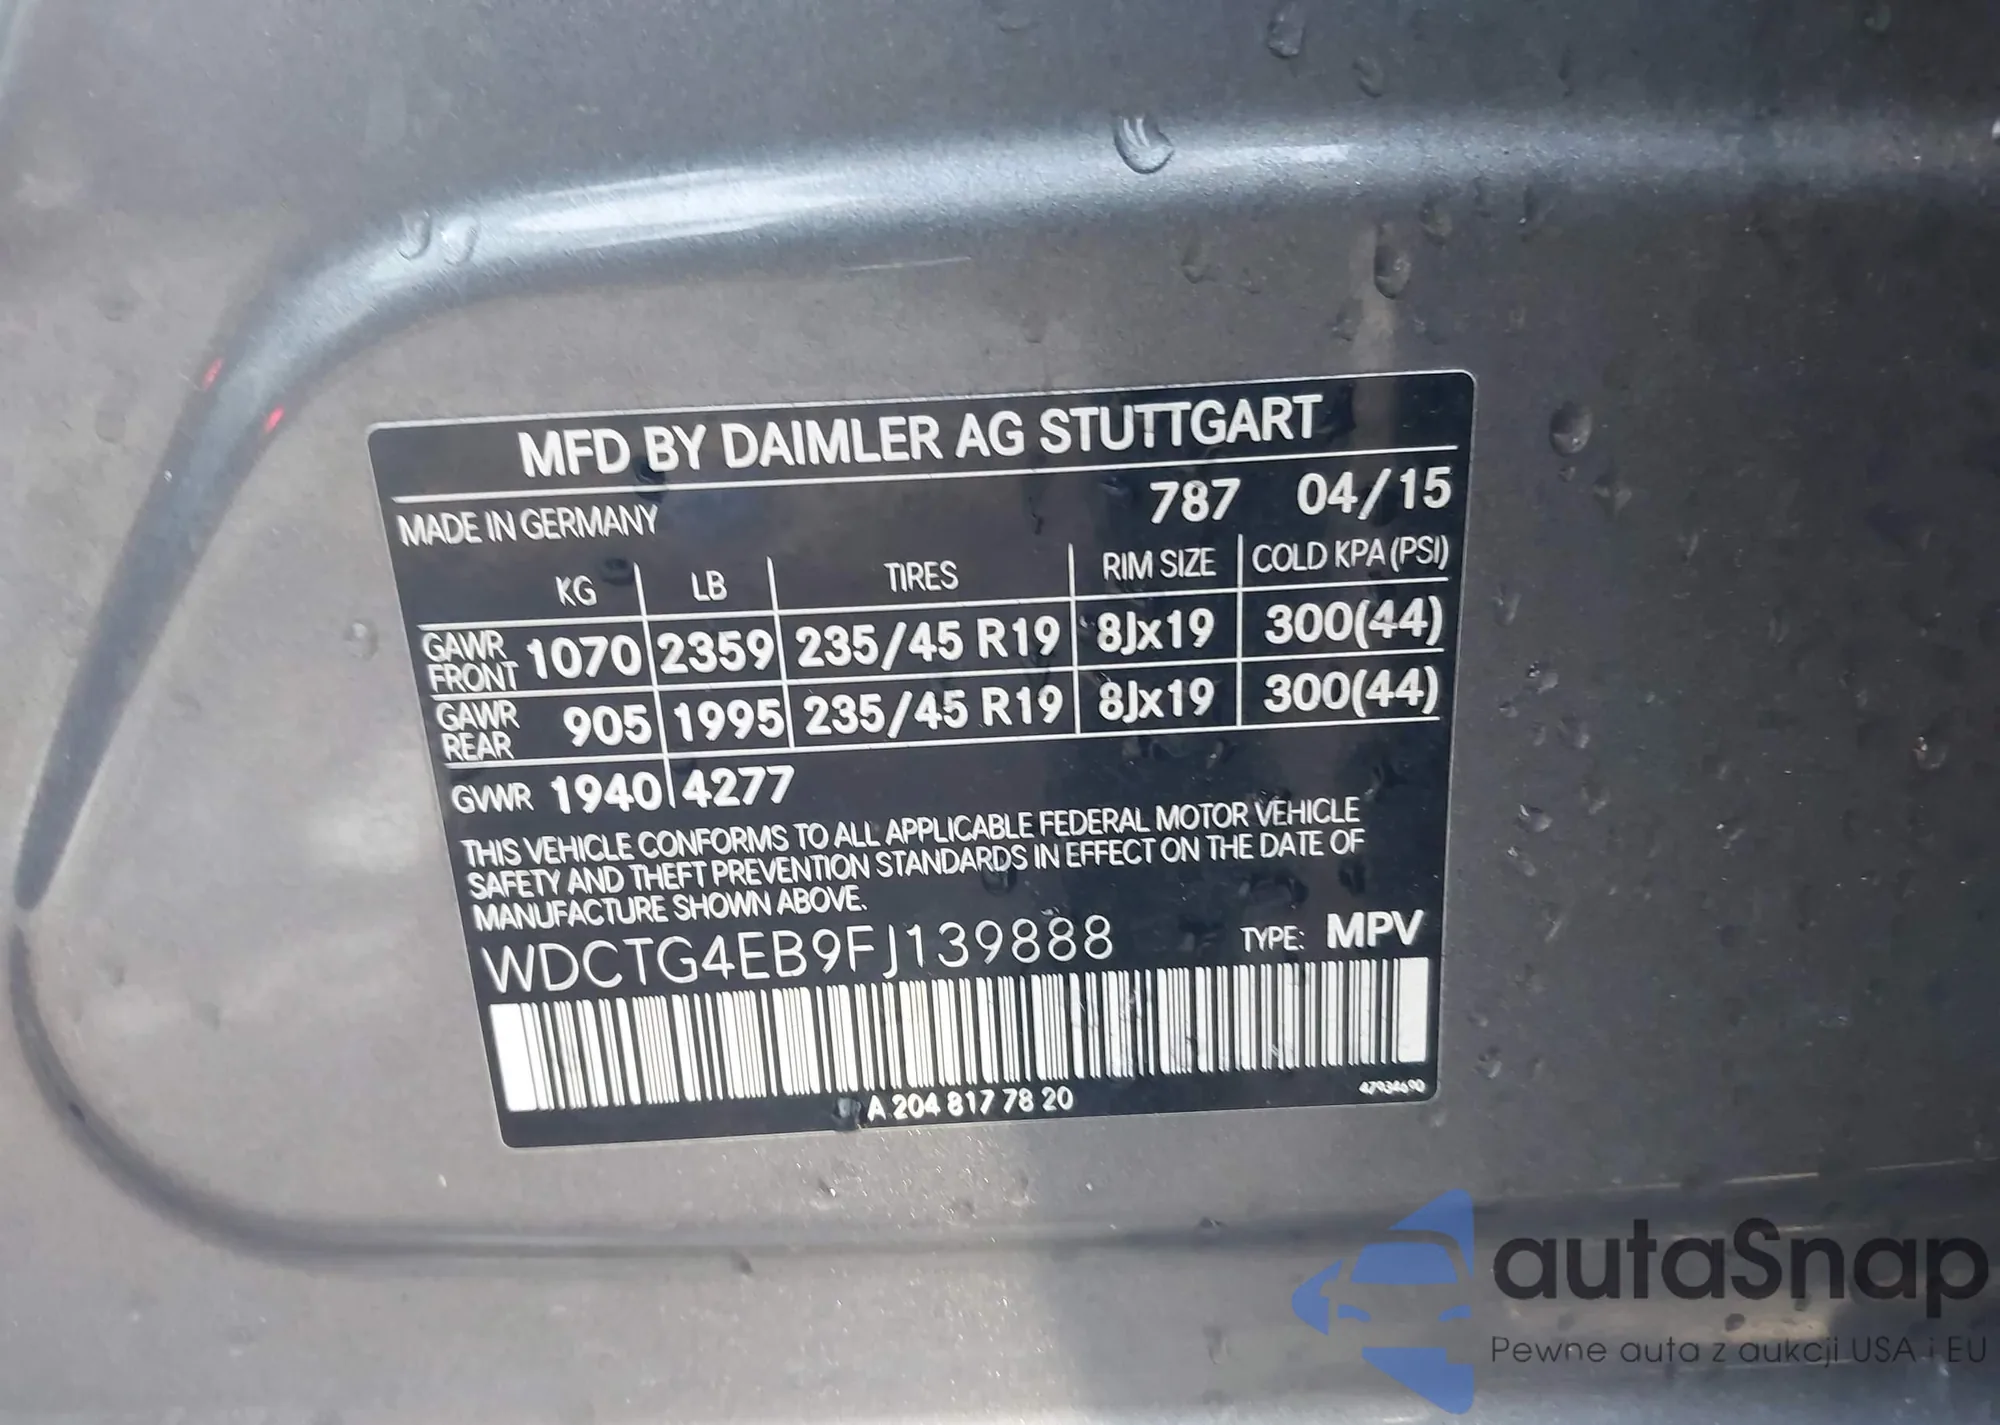 MFD BY DAIMLER AG STUTTGART
MADE IN GERMANY 787 04/15
KG LB TIRES RIM SIZE COLD KPA (PSI)
GAWR FRONT 1070 2359 235/45 R19 8Jx19 300(44)
GAWR REAR 905 1995 235/45 R19 8Jx19 300(44)
GVWR 1940 4277
THIS VEHICLE CONFORMS TO ALL APPLICABLE FEDERAL MOTOR VEHICLE
SAFETY AND THEFT PREVENTION STANDARDS IN EFFECT ON THE DATE OF
MANUFACTURE SHOWN ABOVE.
WDCTG4EB9FJ139888 TYPE: MPV
A 204 817 78 20 47934690
autaSnap
Pewne auta z aukcji USA i EU